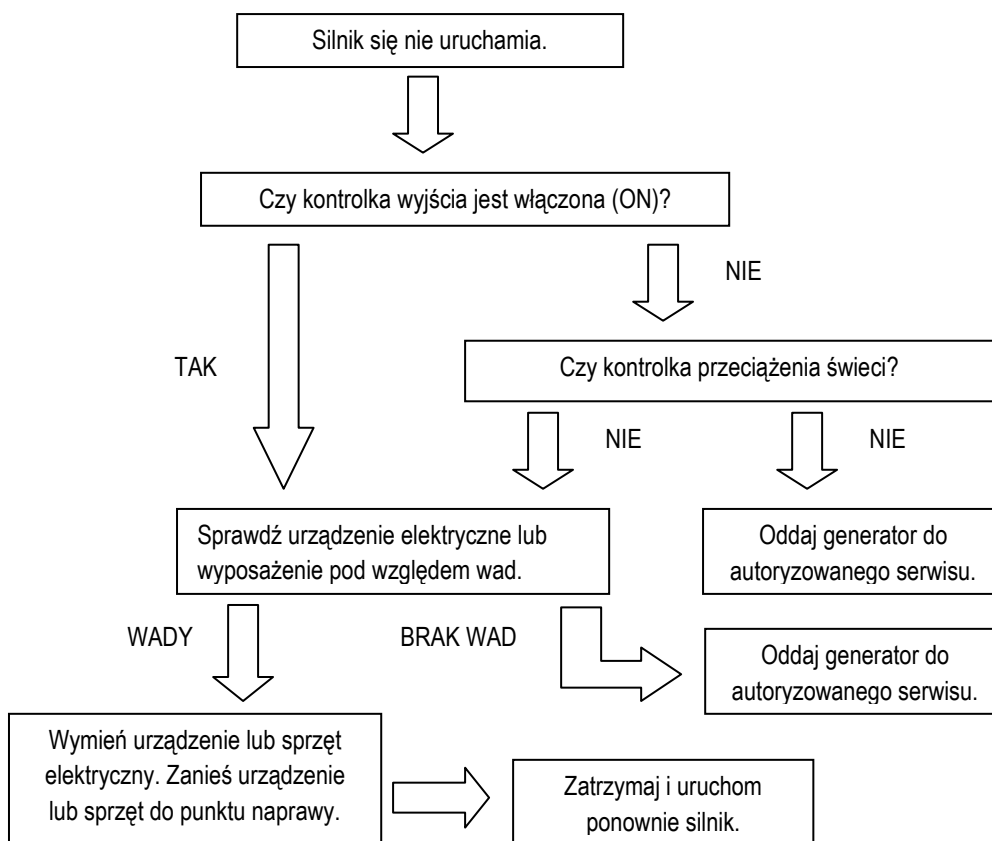 Silnik się nie uruchamia.
Czy kontrolka wyjścia jest włączona (ON)?
NIE
TAK
Czy kontrolka przeciążenia świeci?
NIE
NIE
Sprawdź urządzenie elektryczne lub
wyposażenie pod względem wad.
Oddaj generator do
autoryzowanego serwisu.
WADY
BRAK WAD
Oddaj generator do
autoryzowanego serwisu.
Wymień urządzenie lub sprzęt
elektryczny. Zanieś urządzenie
lub sprzęt do punktu naprawy.
Zatrzymaj i uruchom
ponownie silnik.